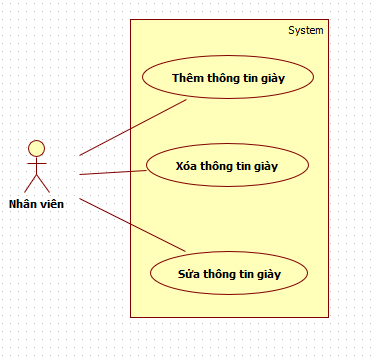 System
Thêm thông tin giày
Xóa thông tin giày
Nhân viên
Sửa thông tin giày